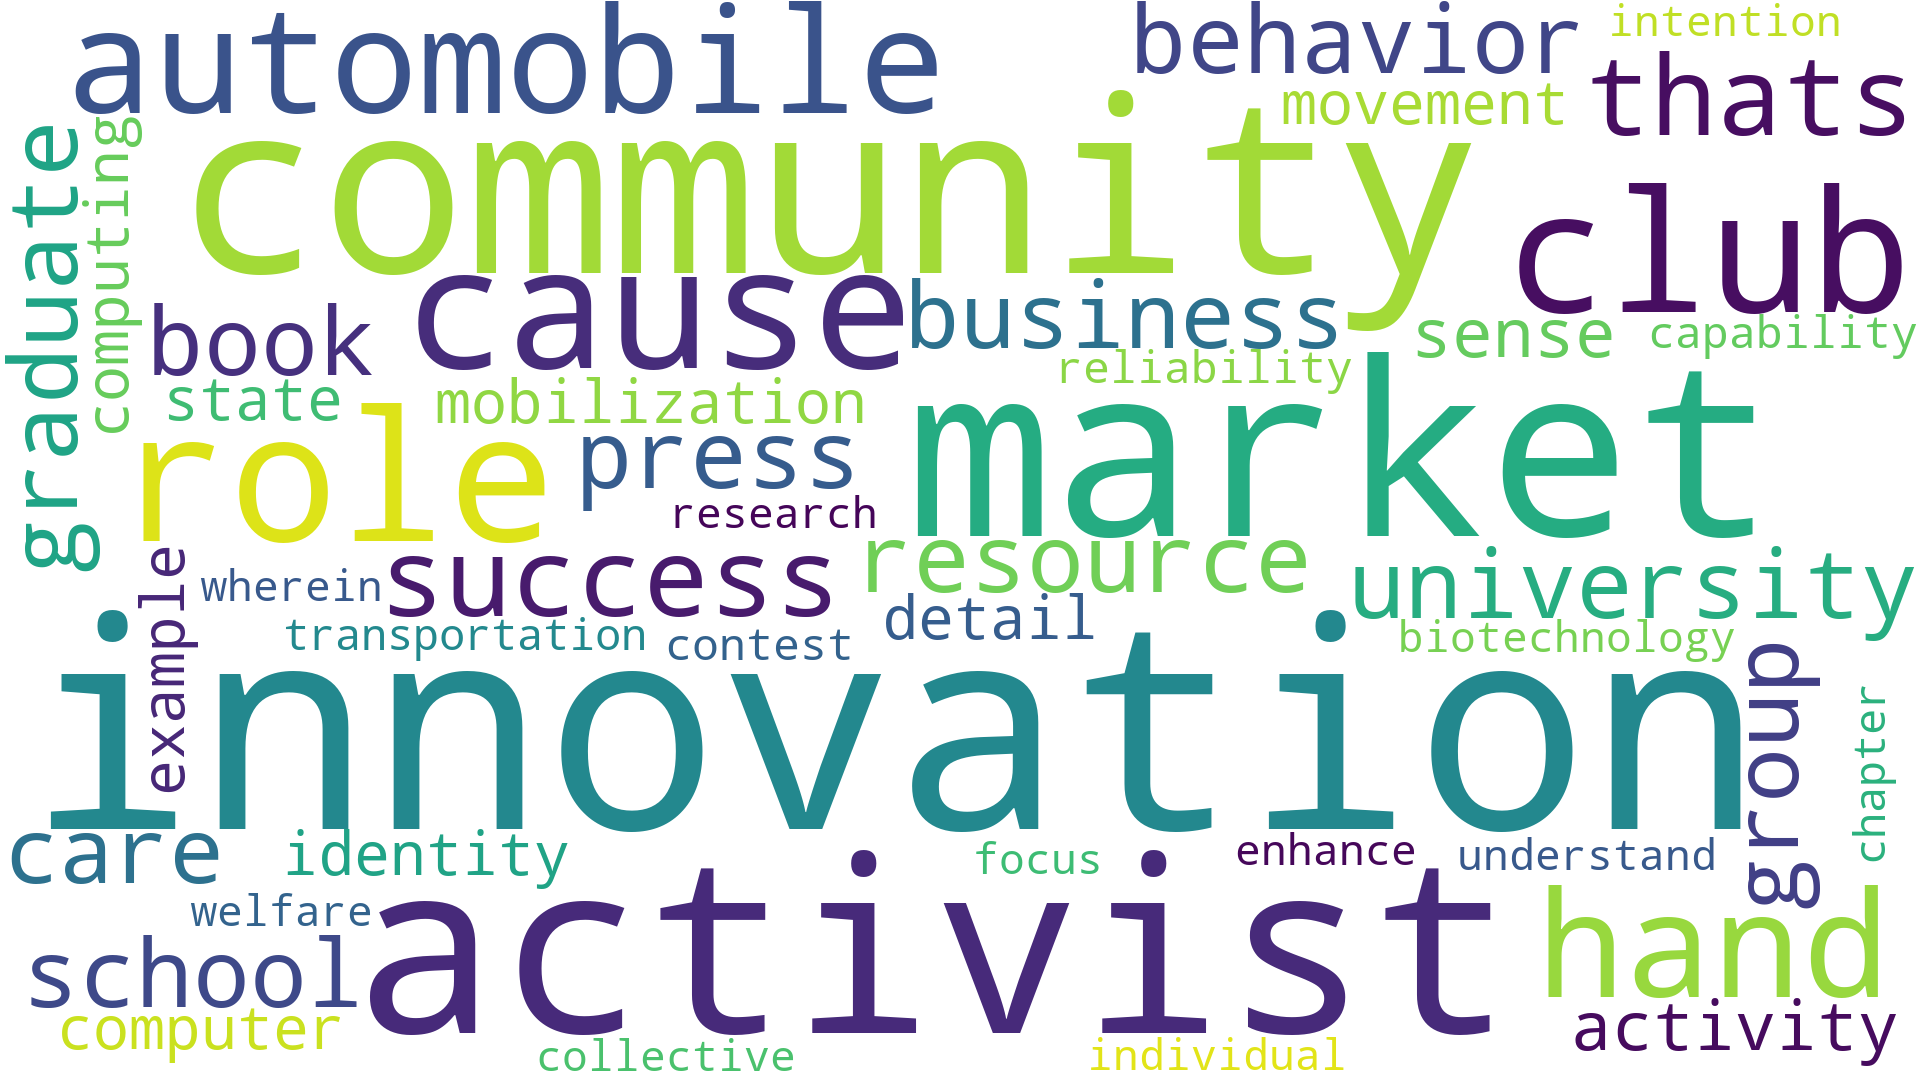 automobile
behavior
intention
thats
movement
community
graduate
computing
club
cause
business
book
sense
capability
reliability
state
mobilization
market
role
press
research
resource
success
university
wherein
example
detail
transportation
contest
biotechnology
innovation
group
chapter
care
identity
focus
enhance
understand
welfare
activist
hand
school
computer
activity
collective
individual